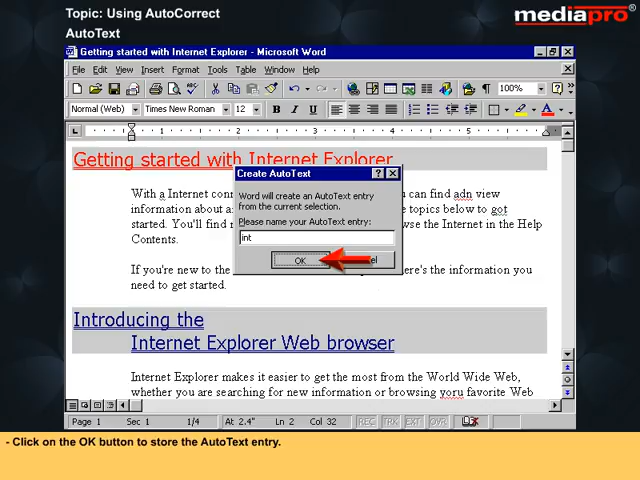 Topic: Using AutoCorrect
AutoText
mediapro®
Getting started with Internet Explorer - Microsoft Word
File Edit View Insert Format Tools Table Window Help
100%
Normal (Web) Times New Roman 12 B I U A
1 2 3 4 5
Getting started with Internet Explorer
Create AutoText
With a Internet conn can find adn view
Word will create an AutoText entry
information about a e topics below to got
from the current selection.
started. You'll find r wse the Internet in the Help
Please name your AutoText entry:
Contents.
int
OK el
If you're new to the ere's the information you
need to get started.
Introducing the
Internet Explorer Web browser
Internet Explorer makes it easier to get the most from the World Wide Web,
whether you are searching for new information or browsing yoru favorite Web
Page 1 Sec 1 1/4 At 2.4" Ln 2 Col 32 REC TRK EXT OVR
- Click on the OK button to store the AutoText enrty.